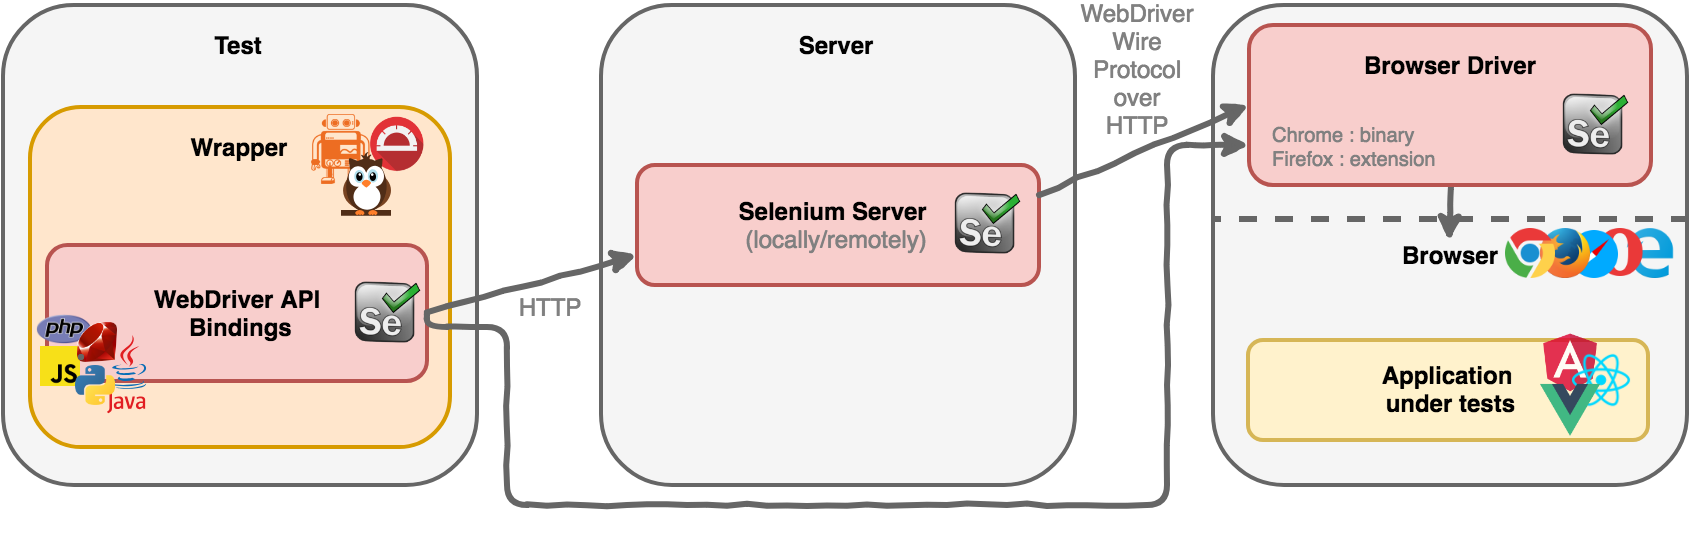 Test
Wrapper
WebDriver API
Bindings
Se
php
JS
Java
HTTP
Server
Selenium Server
(locally/remotely)
Se
WebDriver
Wire
Protocol
over
HTTP
Browser Driver
Chrome : binary
Firefox : extension
Se
Browser
Application
under tests
A